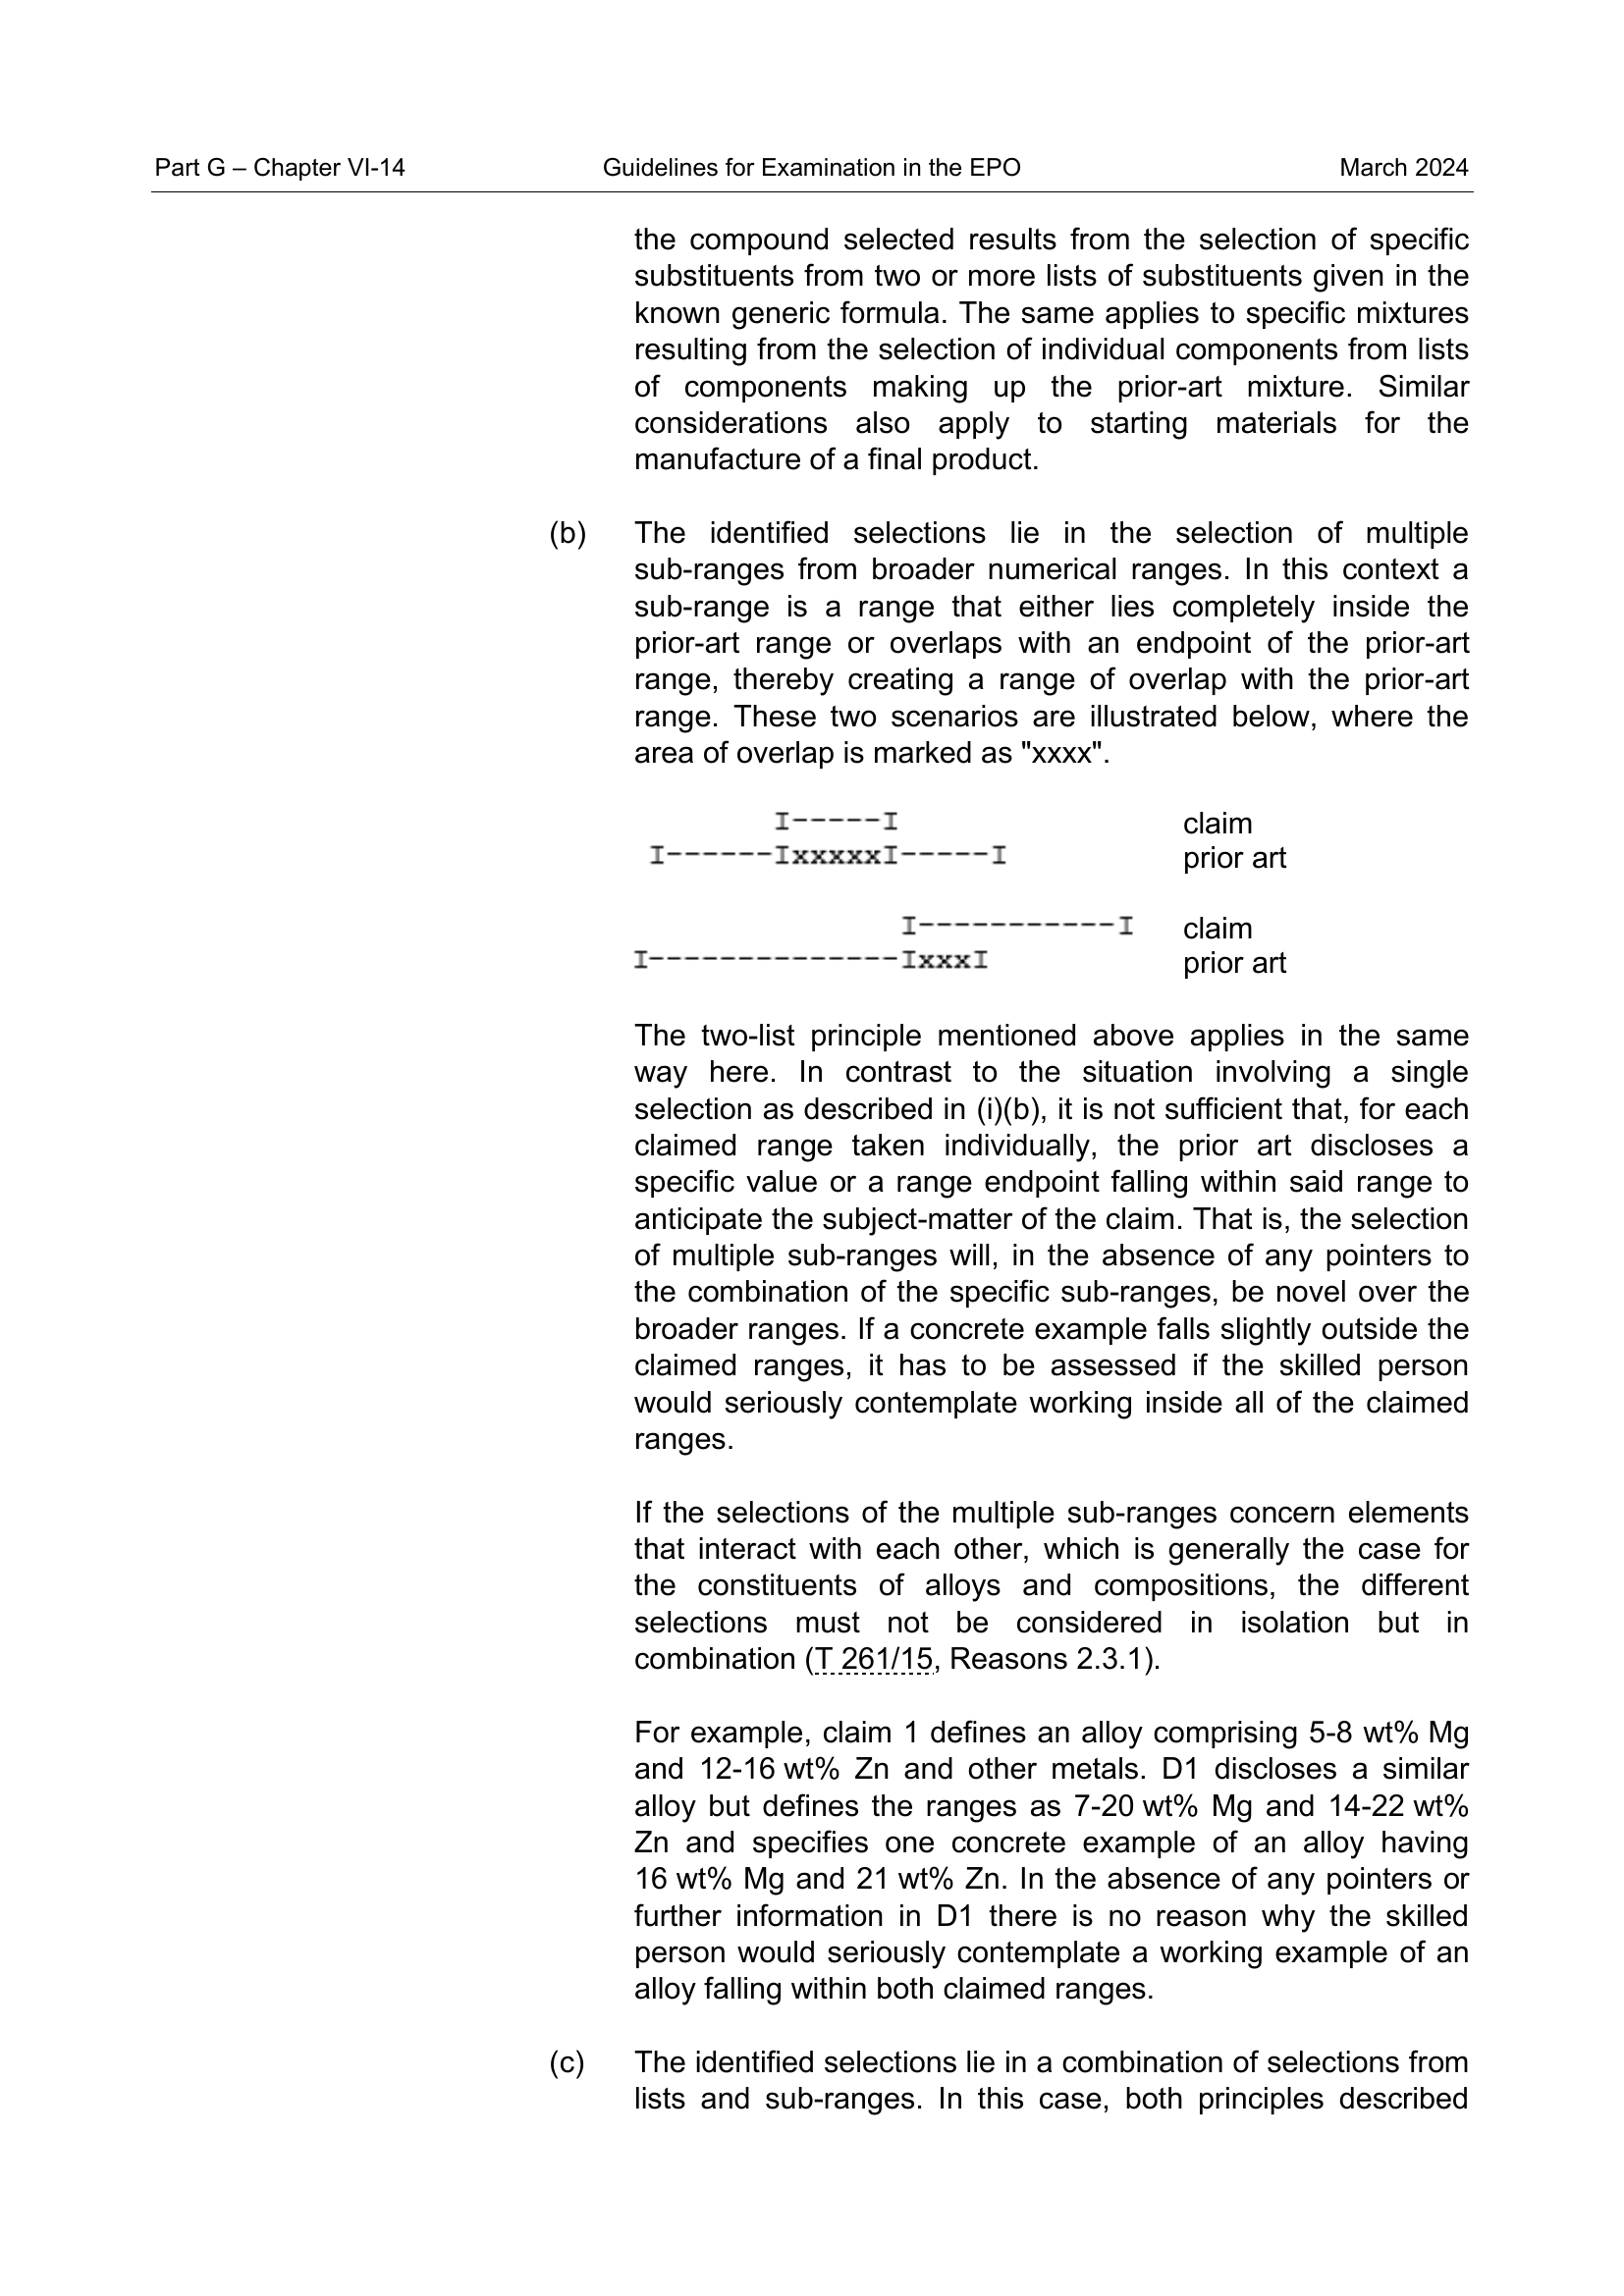 Part G – Chapter VI-14 Guidelines for Examination in the EPO March 2024
the compound selected results from the selection of specific
substituents from two or more lists of substituents given in the
known generic formula. The same applies to specific mixtures
resulting from the selection of individual components from lists
of components making up the prior-art mixture. Similar
considerations also apply to starting materials for the
manufacture of a final product.
(b) The identified selections lie in the selection of multiple
sub-ranges from broader numerical ranges. In this context a
sub-range is a range that either lies completely inside the
prior-art range or overlaps with an endpoint of the prior-art
range, thereby creating a range of overlap with the prior-art
range. These two scenarios are illustrated below, where the
area of overlap is marked as "xxxx".
I-----I claim
I------IxxxxxI-----I prior art
I-----------I claim
I--------------IxxxI prior art
The two-list principle mentioned above applies in the same
way here. In contrast to the situation involving a single
selection as described in (i)(b), it is not sufficient that, for each
claimed range taken individually, the prior art discloses a
specific value or a range endpoint falling within said range to
anticipate the subject-matter of the claim. That is, the selection
of multiple sub-ranges will, in the absence of any pointers to
the combination of the specific sub-ranges, be novel over the
broader ranges. If a concrete example falls slightly outside the
claimed ranges, it has to be assessed if the skilled person
would seriously contemplate working inside all of the claimed
ranges.
If the selections of the multiple sub-ranges concern elements
that interact with each other, which is generally the case for
the constituents of alloys and compositions, the different
selections must not be considered in isolation but in
combination (T 261/15, Reasons 2.3.1).
For example, claim 1 defines an alloy comprising 5-8 wt% Mg
and 12-16 wt% Zn and other metals. D1 discloses a similar
alloy but defines the ranges as 7-20 wt% Mg and 14-22 wt%
Zn and specifies one concrete example of an alloy having
16 wt% Mg and 21 wt% Zn. In the absence of any pointers or
further information in D1 there is no reason why the skilled
person would seriously contemplate a working example of an
alloy falling within both claimed ranges.
(c) The identified selections lie in a combination of selections from
lists and sub-ranges. In this case, both principles described